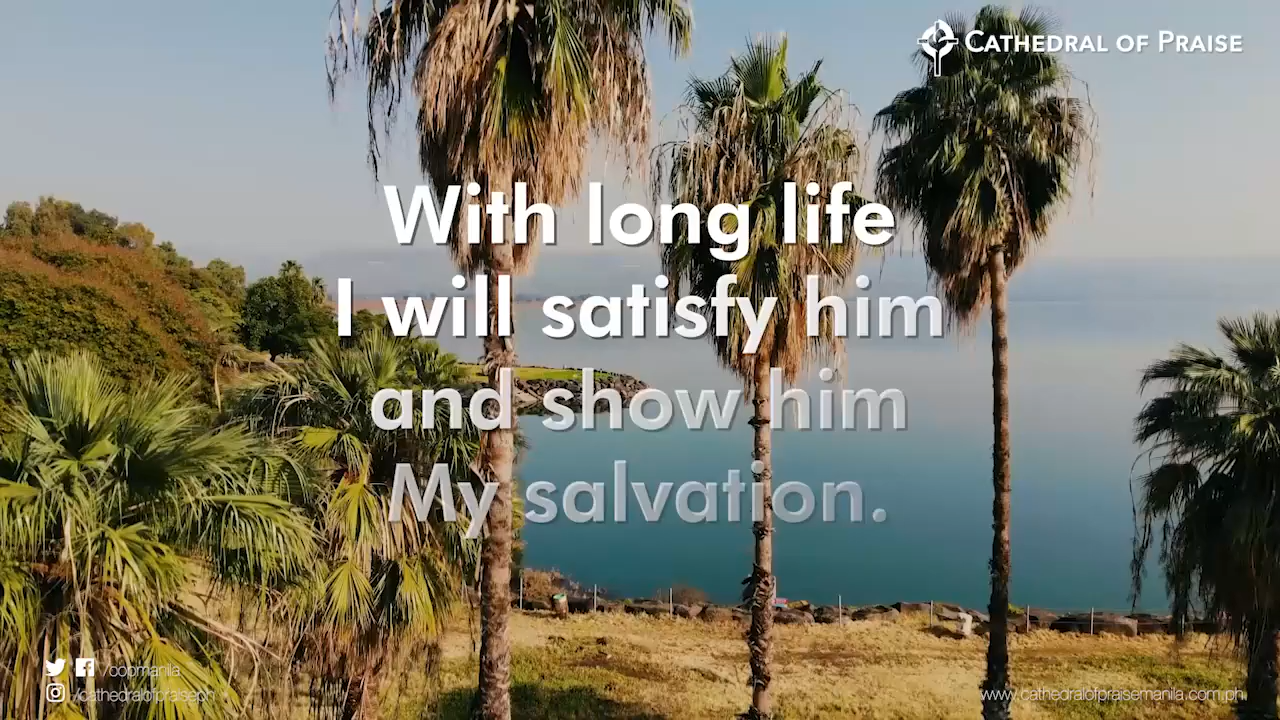 CATHEDRAL OF PRAISE
With long life
I will satisfy him
and show him
My salvation.
/copmanila
/cathedralofpraiseph
www.cathedralofpraisemanila.com.ph